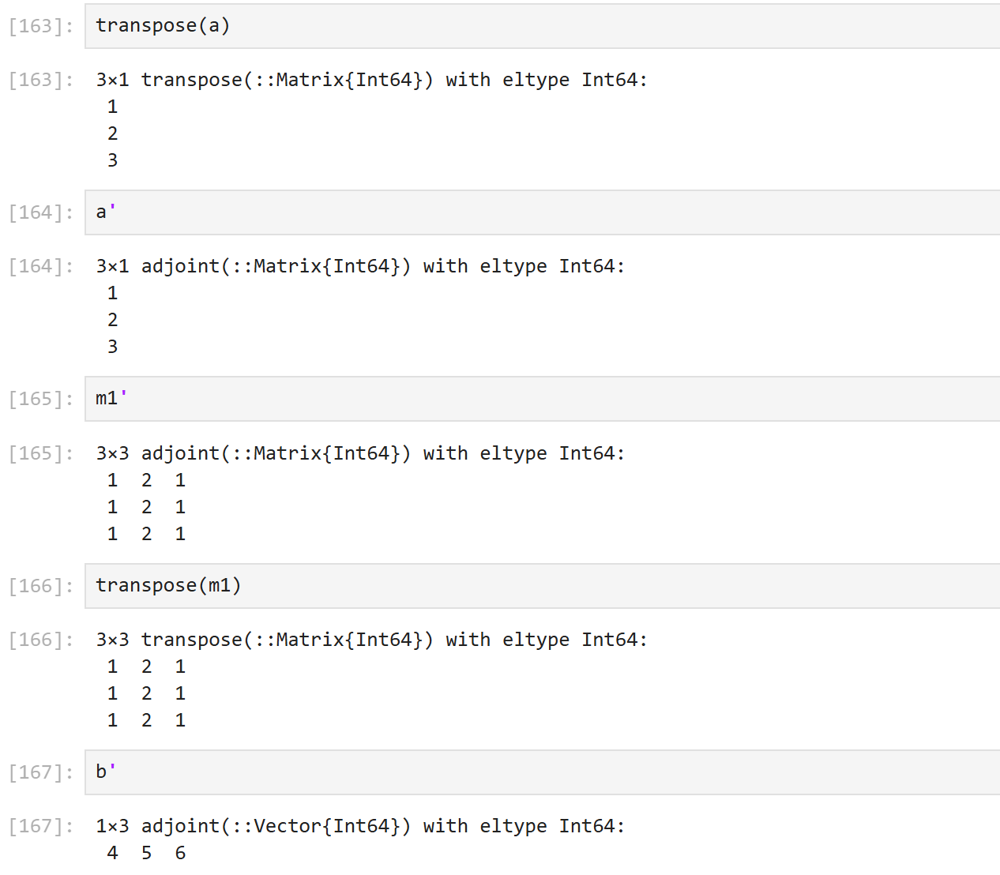 [163]: transpose(a)
[163]: 3×1 transpose(::Matrix{Int64}) with eltype Int64:
1
2
3
[164]: a'
[164]: 3×1 adjoint(::Matrix{Int64}) with eltype Int64:
1
2
3
[165]: m1'
[165]: 3×3 adjoint(::Matrix{Int64}) with eltype Int64:
1 2 1
1 2 1
1 2 1
[166]: transpose(m1)
[166]: 3×3 transpose(::Matrix{Int64}) with eltype Int64:
1 2 1
1 2 1
1 2 1
[167]: b'
[167]: 1×3 adjoint(::Vector{Int64}) with eltype Int64:
4 5 6